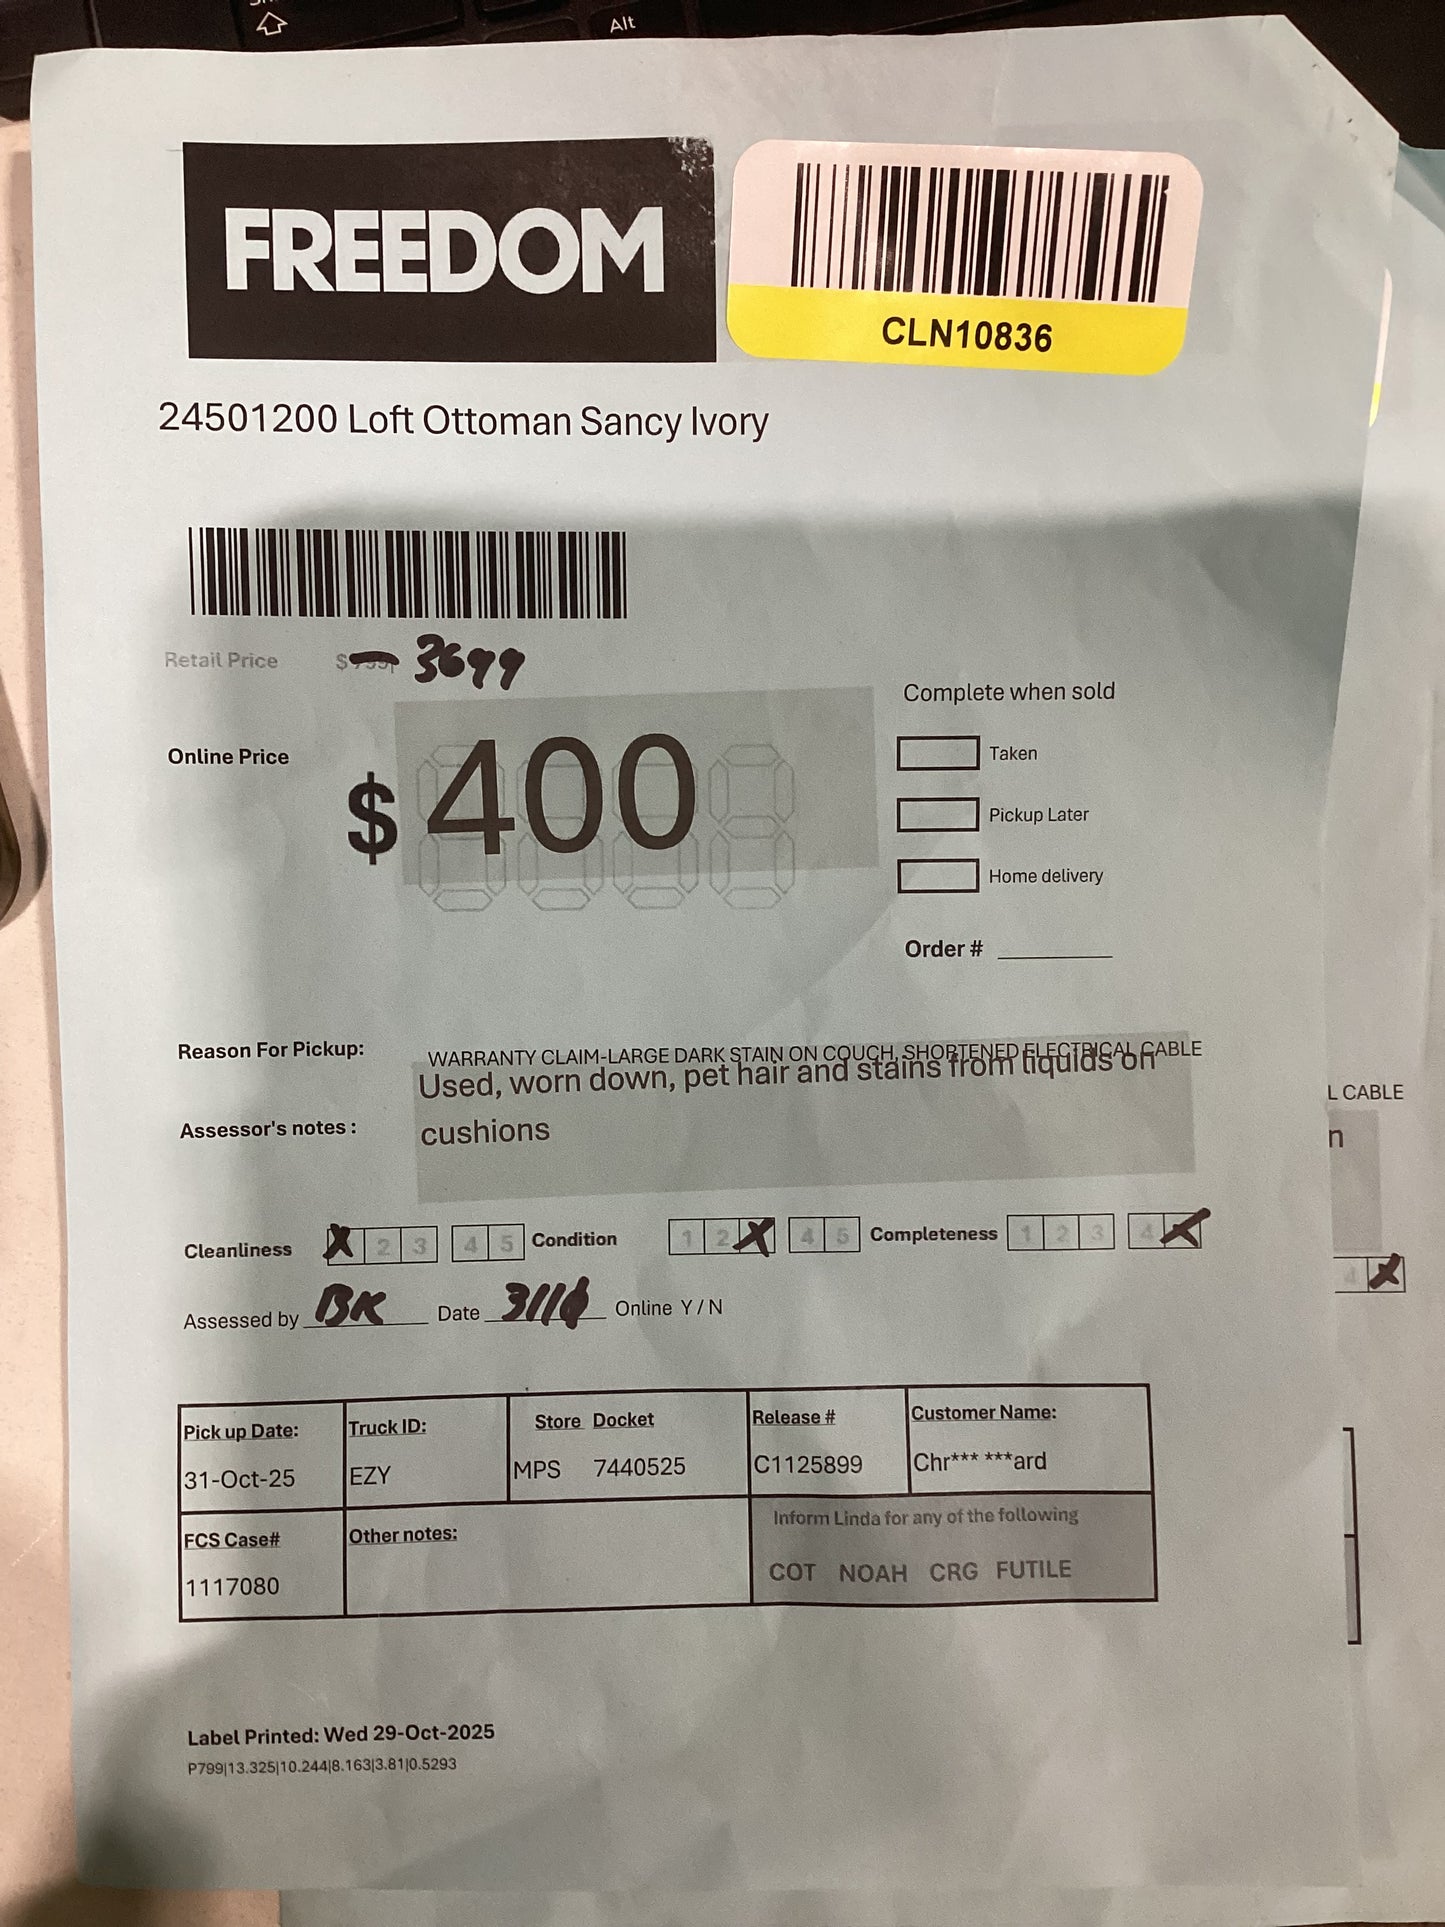 Alt
FREEDOM
CLN10836
24501200 Loft Ottoman Sancy Ivory
Retail Price $ 3699
Complete when sold
Online Price $ 400
Taken
Pickup Later
Home delivery
Order #
Reason For Pickup: WARRANTY CLAIM-LARGE DARK STAIN ON COUCH, SHORTENED ELECTRICAL CABLE
Used, worn down, pet hair and stains from liquids on
Assessor's notes : cushions
L CABLE
n
Cleanliness X 2 3 4 5 Condition 1 2 X 4 5 Completeness 1 2 3 4 X
4 X
Assessed by BK Date Online Y / N
Pick up Date: Truck ID: Store Docket Release # Customer Name:
31-Oct-25 EZY MPS 7440525 C1125899 Chr*** ***ard
FCS Case# Other notes: Inform Linda for any of the following
1117080 COT NOAH CRG FUTILE
Label Printed: Wed 29-Oct-2025
P799|13.325|10.244|8.163|3.81|0.5293